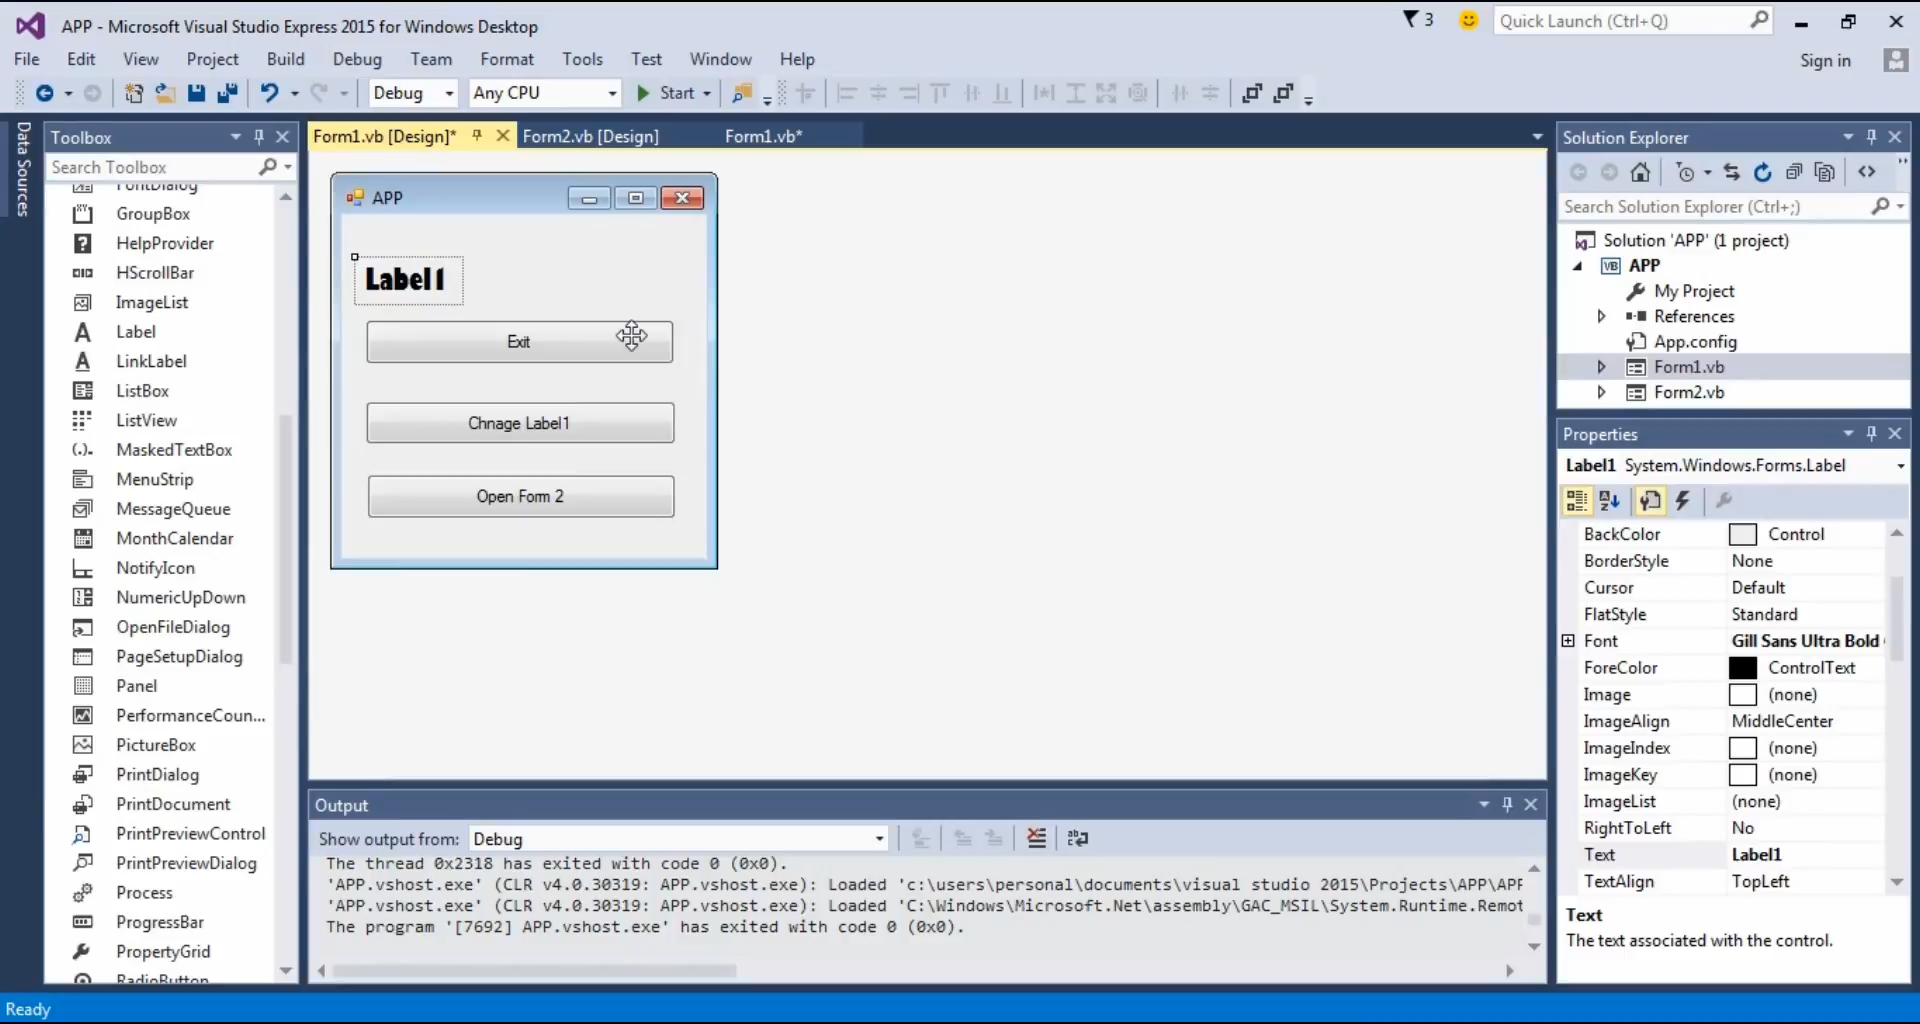 APP - Microsoft Visual Studio Express 2015 for Windows Desktop
3
Quick Launch (Ctrl+Q)
File Edit View Project Build Debug Team Format Tools Test Window Help
Sign in
Debug Any CPU Start
Data Sources
Toolbox
Search Toolbox
FontDialog
GroupBox
HelpProvider
HScrollBar
ImageList
Label
LinkLabel
ListBox
ListView
MaskedTextBox
MenuStrip
MessageQueue
MonthCalendar
NotifyIcon
NumericUpDown
OpenFileDialog
PageSetupDialog
Panel
PerformanceCoun...
PictureBox
PrintDialog
PrintDocument
PrintPreviewControl
PrintPreviewDialog
Process
ProgressBar
PropertyGrid
RadioButton
Form1.vb [Design]* Form2.vb [Design] Form1.vb*
APP
Label1
Exit
Chnage Label1
Open Form 2
Output
Show output from: Debug
The thread 0x2318 has exited with code 0 (0x0).
'APP.vshost.exe' (CLR v4.0.30319: APP.vshost.exe): Loaded 'c:\users\personal\documents\visual studio 2015\Projects\APP\APP
'APP.vshost.exe' (CLR v4.0.30319: APP.vshost.exe): Loaded 'C:\Windows\Microsoft.Net\assembly\GAC_MSIL\System.Runtime.Remot
The program '[7692] APP.vshost.exe' has exited with code 0 (0x0).
Solution Explorer
Search Solution Explorer (Ctrl+;)
Solution 'APP' (1 project)
VB APP
My Project
References
App.config
Form1.vb
Form2.vb
Properties
Label1 System.Windows.Forms.Label
BackColor Control
BorderStyle None
Cursor Default
FlatStyle Standard
Font Gill Sans Ultra Bold
ForeColor ControlText
Image (none)
ImageAlign MiddleCenter
ImageIndex (none)
ImageKey (none)
ImageList (none)
RightToLeft No
Text Label1
TextAlign TopLeft
Text
The text associated with the control.
Ready